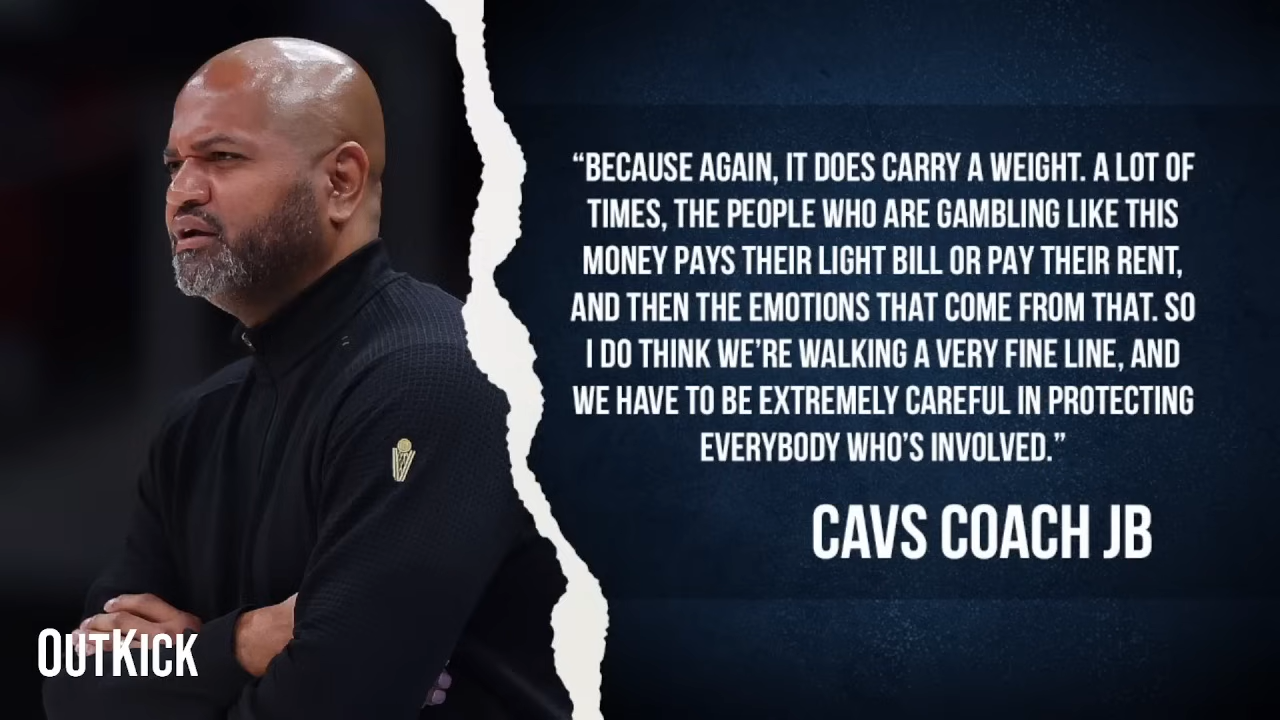 “BECAUSE AGAIN, IT DOES CARRY A WEIGHT. A LOT OF
TIMES, THE PEOPLE WHO ARE GAMBLING LIKE THIS
MONEY PAYS THEIR LIGHT BILL OR PAY THEIR RENT,
AND THEN THE EMOTIONS THAT COME FROM THAT. SO
I DO THINK WE’RE WALKING A VERY FINE LINE, AND
WE HAVE TO BE EXTREMELY CAREFUL IN PROTECTING
EVERYBODY WHO’S INVOLVED.”
CAVS COACH JB
OUTKICK